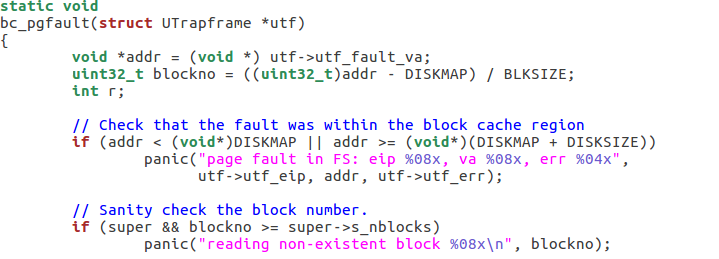 static void
bc_pgfault(struct UTrapframe *utf)
{
        void *addr = (void *) utf->utf_fault_va;
        uint32_t blockno = ((uint32_t)addr - DISKMAP) / BLKSIZE;
        int r;

        // Check that the fault was within the block cache region
        if (addr < (void*)DISKMAP || addr >= (void*)(DISKMAP + DISKSIZE))
                panic("page fault in FS: eip %08x, va %08x, err %04x",
                      utf->utf_eip, addr, utf->utf_err);

        // Sanity check the block number.
        if (super && blockno >= super->s_nblocks)
                panic("reading non-existent block %08x\n", blockno);